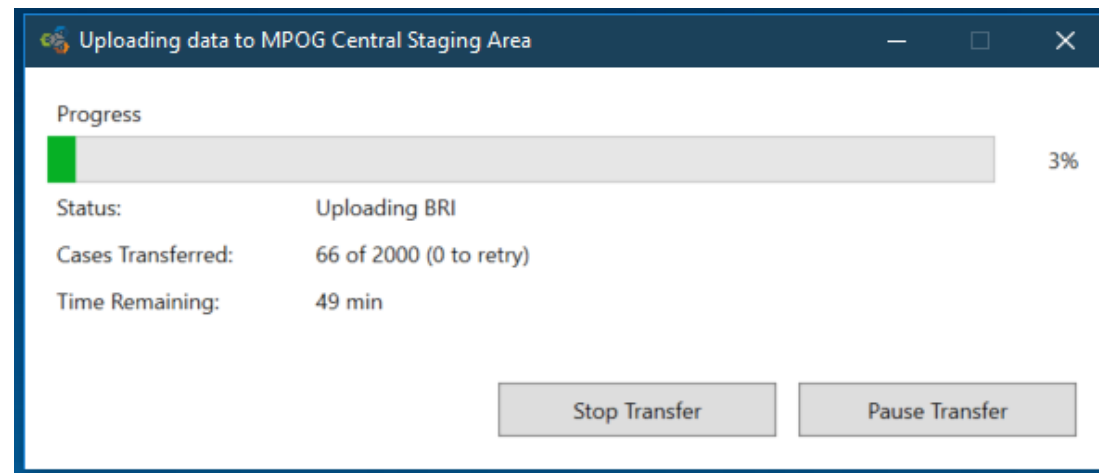 Uploading data to MPOG Central Staging Area
Progress
3%
Status: Uploading BRI
Cases Transferred: 66 of 2000 (0 to retry)
Time Remaining: 49 min
Stop Transfer Pause Transfer